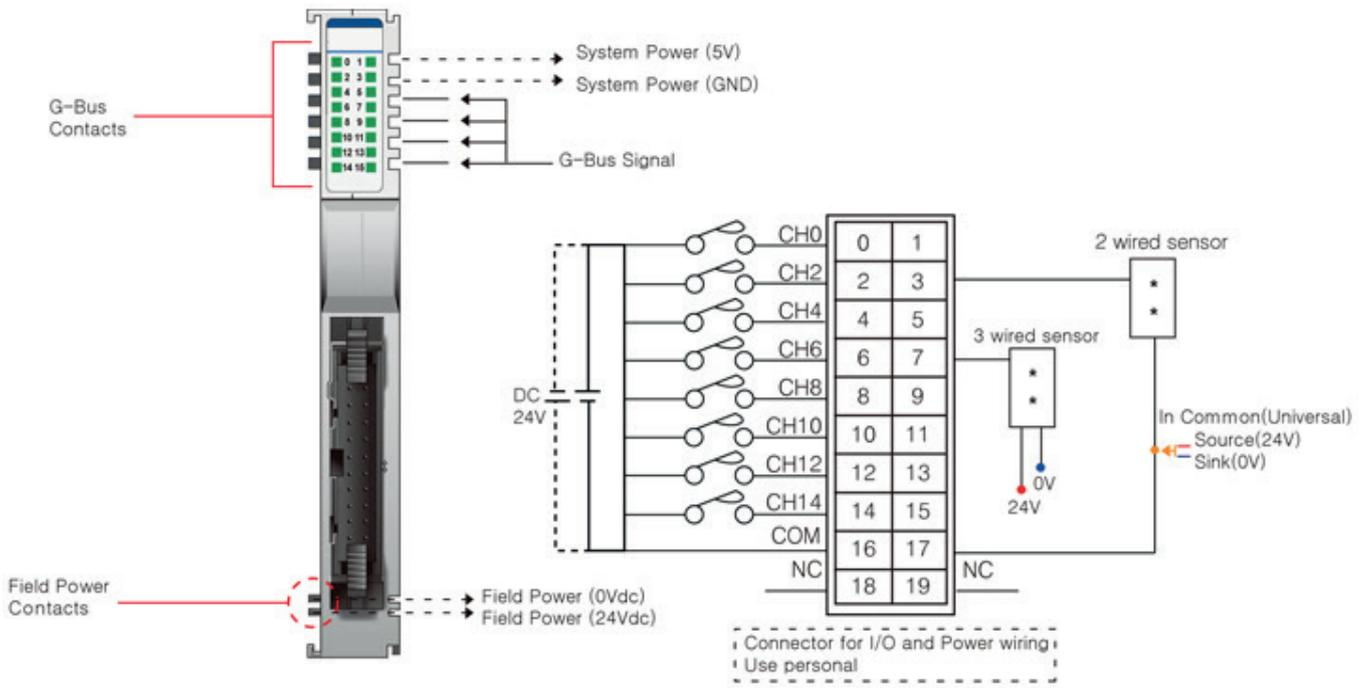 System Power (5V)
System Power (GND)
G-Bus
Contacts
G-Bus Signal
0 1
2 3
4 5
6 7
8 9
10 11
12 13
14 15
Field Power
Contacts
Field Power (0Vdc)
Field Power (24Vdc)
DC
24V
CH0
CH2
CH4
CH6
CH8
CH10
CH12
CH14
COM
NC
0 1
2 3
4 5
6 7
8 9
10 11
12 13
14 15
16 17
18 19
NC
2 wired sensor
*
*
3 wired sensor
*
*
24V
0V
In Common(Universal)
Source(24V)
Sink(0V)
Connector for I/O and Power wiring
Use personal